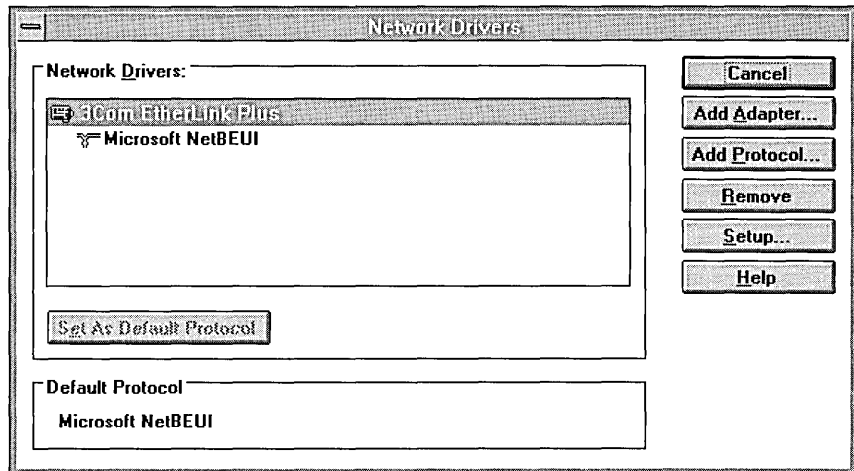 Network Drivers
Network Drivers:
3Com EtherLink Plus
Microsoft NetBEUI
Set As Default Protocol
Default Protocol
Microsoft NetBEUI
Cancel
Add Adapter...
Add Protocol...
Remove
Setup...
Help